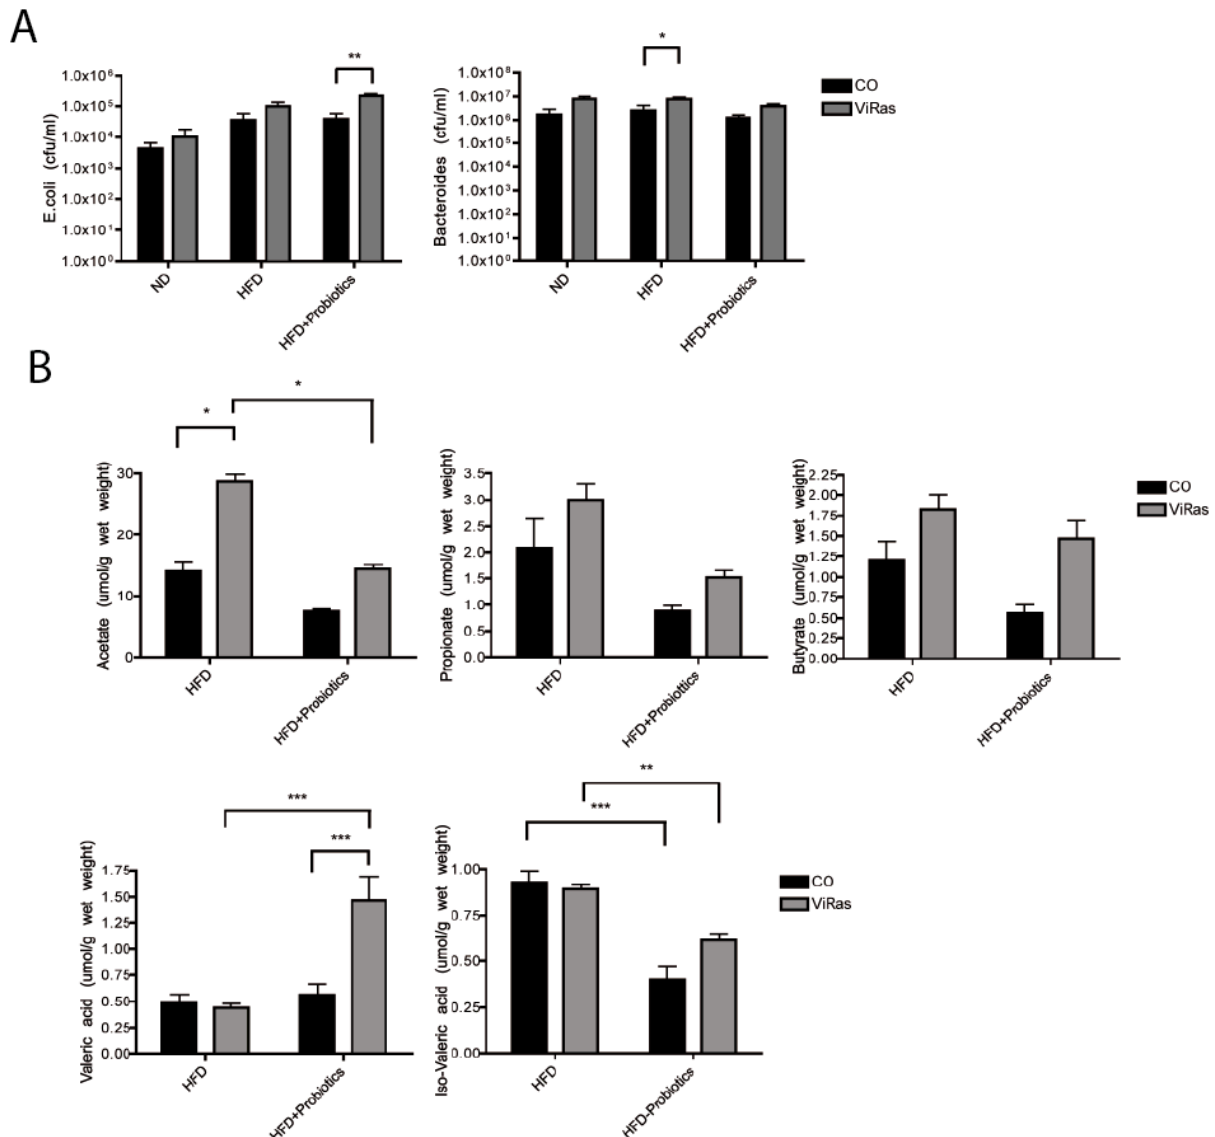 A
**
*
E.coli (cfu/ml)
1.0x10⁶
1.0x10⁵
1.0x10⁴
1.0x10³
1.0x10²
1.0x10¹
1.0x10⁰
ND
HFD
HFD+Probiotics
Bacteroides (cfu/ml)
1.0x10⁸
1.0x10⁷
1.0x10⁶
1.0x10⁵
1.0x10⁴
1.0x10³
1.0x10²
1.0x10¹
1.0x10⁰
ND
HFD
HFD+Probiotics
CO
ViRas
B
*
*
Acetate (umol/g wet weight)
30
20
10
0
HFD
HFD+Probiotics
Propionate (umol/g wet weight)
3.5
3.0
2.5
2.0
1.5
1.0
0.5
0.0
HFD
HFD+Probiotics
Butyrate (umol/g wet weight)
2.25
2.00
1.75
1.50
1.25
1.00
0.75
0.50
0.25
0.00
HFD
HFD+Probiotics
CO
ViRas
***
***
Valeric acid (umol/g wet weight)
1.75
1.50
1.25
1.00
0.75
0.50
0.25
0.00
HFD
HFD+Probiotics
**
***
Iso-Valeric acid (umol/g wet weight)
1.00
0.75
0.50
0.25
0.00
HFD
HFD-Probiotics
CO
ViRas